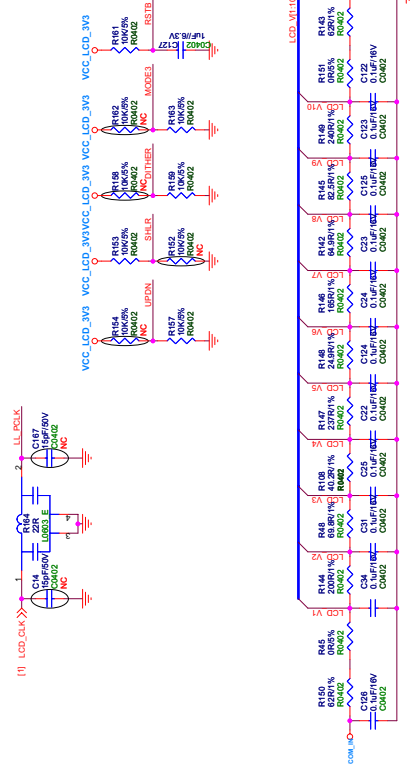 VCC_LCD_3V3
R161
10K/5%
R0402
RSTB
C127
1uF/6.3V
C0402
VCC_LCD_3V3
R162
10K/5%
R0402
NC
MODE3
R163
10K/5%
R0402
VCC_LCD_3V3
R158
10K/5%
R0402
NC
DITHER
R159
10K/5%
R0402
VCC_LCD_3V3
R153
10K/5%
R0402
SHLR
R152
10K/5%
R0402
NC
VCC_LCD_3V3
R154
10K/5%
R0402
NC
UPDN
R157
10K/5%
R0402
[1] LCD_CLK
1
C14
15pF/50V
C0402
NC
R164
22R
L0603_E
3
4
2
LL_PCLK
C167
15pF/50V
C0402
NC
COM_IN
R150
62R/1%
R0402
C126
0.1uF/16V
C0402
R45
0R/5%
R0402
LCD_V1
R144
200R/1%
R0402
C34
0.1uF/16V
C0402
LCD_V2
R48
69.8R/1%
R0402
C31
0.1uF/16V
C0402
LCD_V3
R108
40.2R/1%
R0402
C25
0.1uF/16V
C0402
LCD_V4
R147
237R/1%
R0402
C22
0.1uF/16V
C0402
LCD_V5
R148
24.9R/1%
R0402
C124
0.1uF/16V
C0402
LCD_V6
R146
165R/1%
R0402
C24
0.1uF/16V
C0402
LCD_V7
R142
64.9R/1%
R0402
C23
0.1uF/16V
C0402
LCD_V8
R145
82.5R/1%
R0402
C125
0.1uF/16V
C0402
LCD_V9
R149
240R/1%
R0402
C123
0.1uF/16V
C0402
LCD_V10
R151
0R/5%
R0402
C122
0.1uF/16V
C0402
R143
62R/1%
R0402